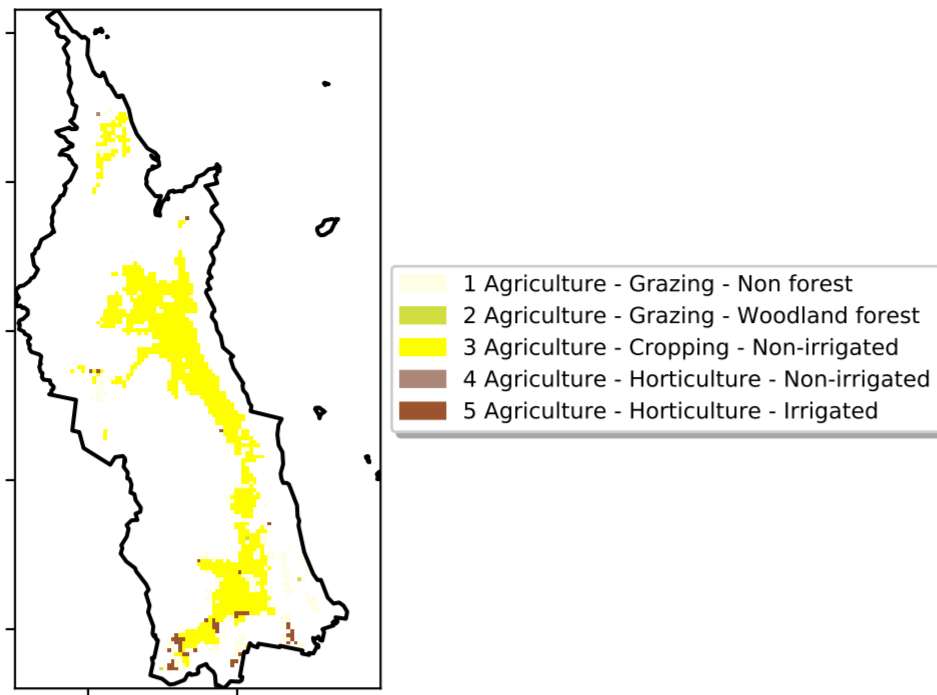 1 Agriculture - Grazing - Non forest
2 Agriculture - Grazing - Woodland forest
3 Agriculture - Cropping - Non-irrigated
4 Agriculture - Horticulture - Non-irrigated
5 Agriculture - Horticulture - Irrigated